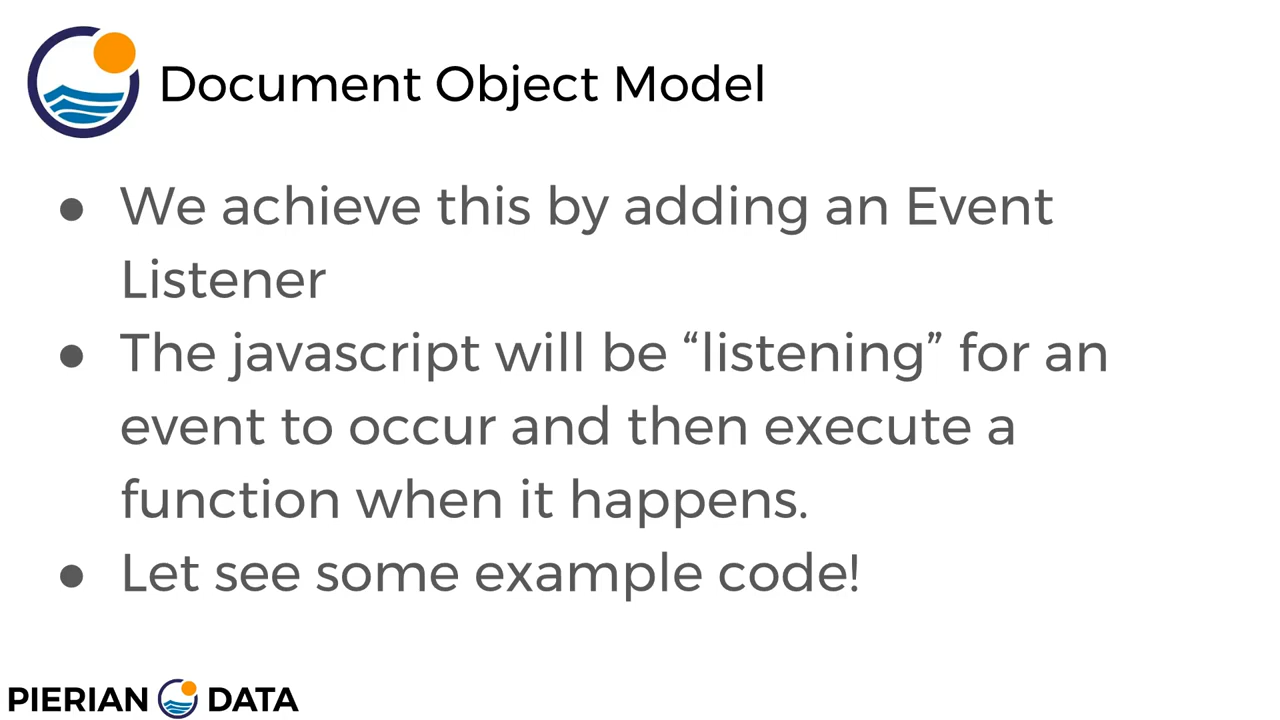 Document Object Model
● We achieve this by adding an Event
Listener
● The javascript will be “listening” for an
event to occur and then execute a
function when it happens.
● Let see some example code!
PIERIAN DATA